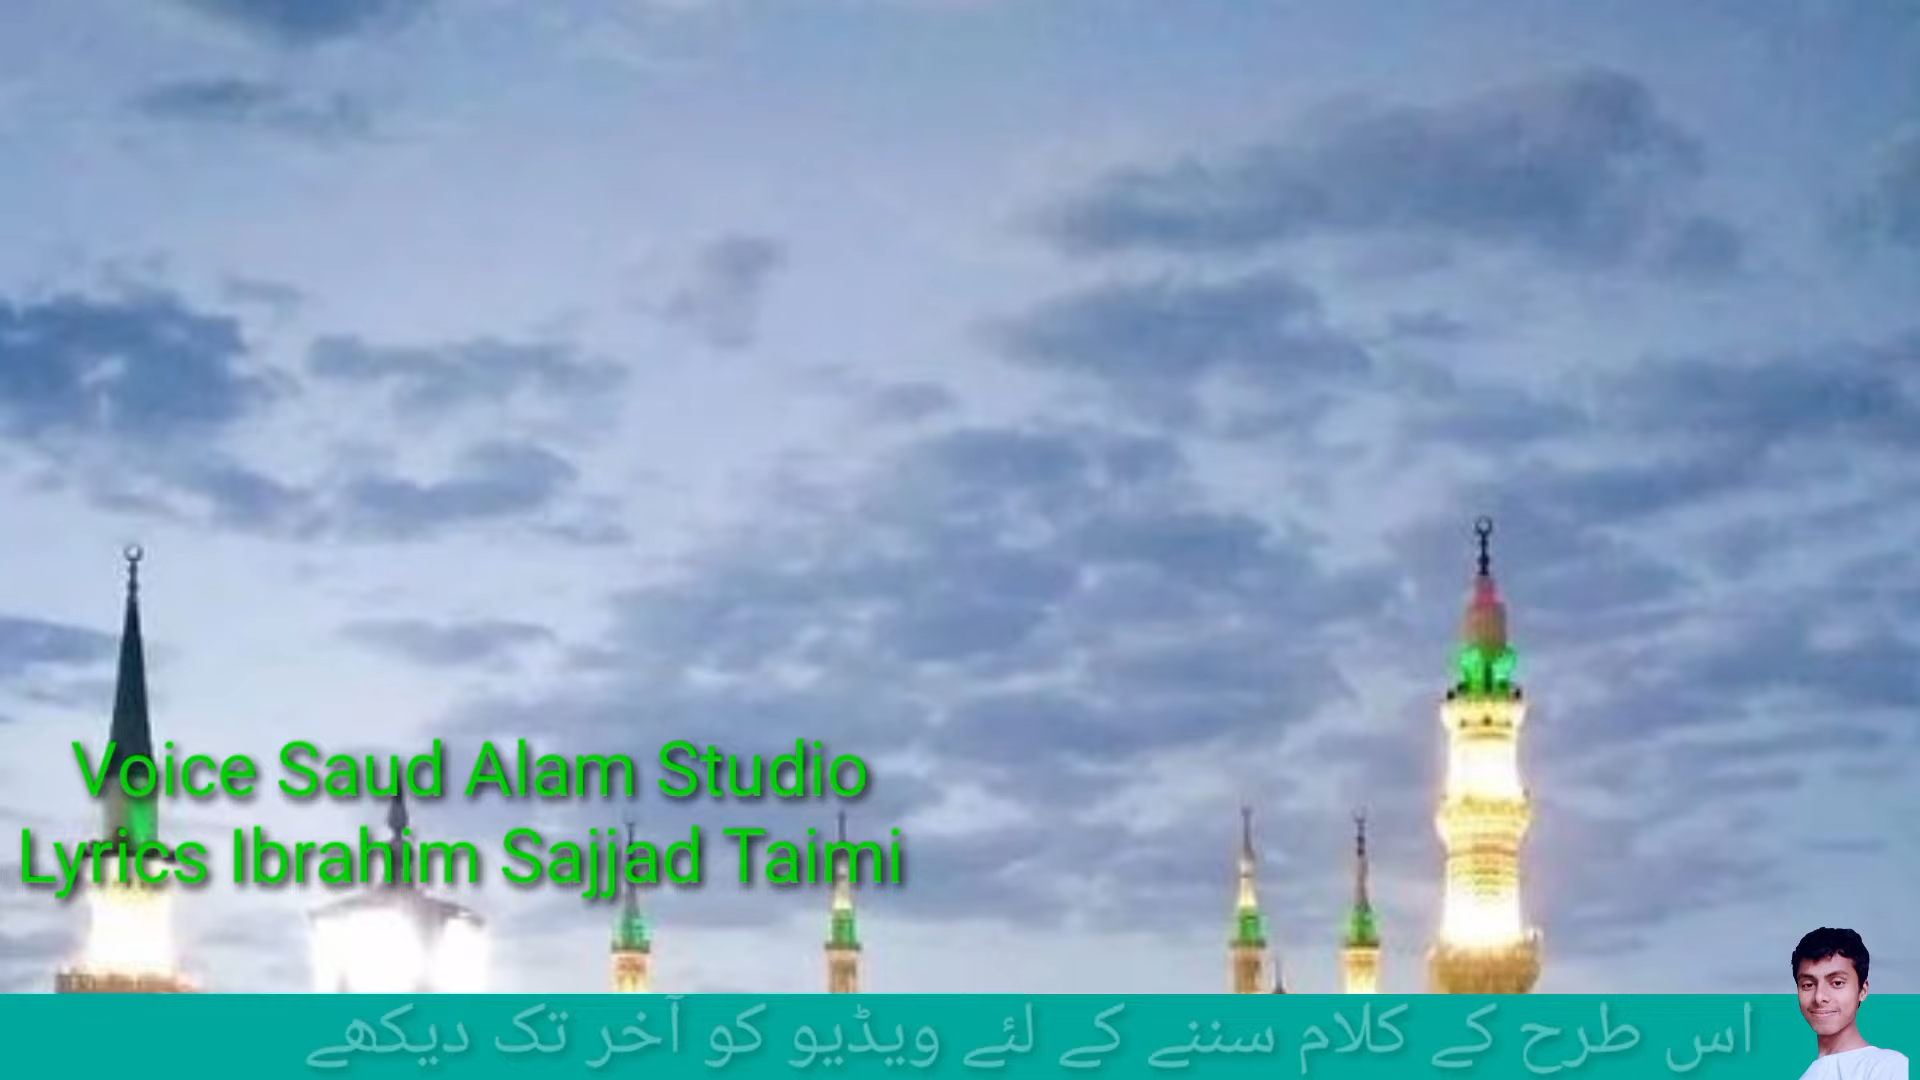 Voice Saud Alam Studio
Lyrics Ibrahim Sajjad Taimi
اس طرح کے کلام سننے کے لئے ویڈیو کو آخر تک دیکھے